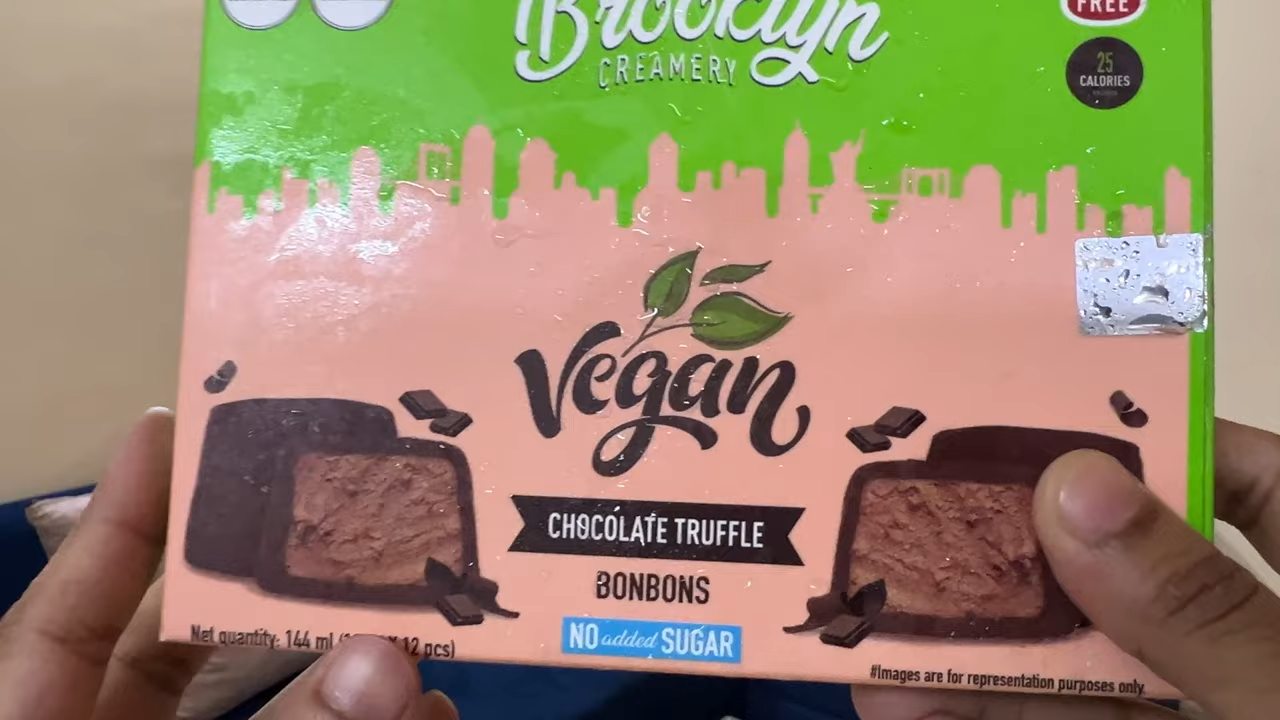 Brooklyn
CREAMERY
FREE
25
CALORIES
Vegan
CHOCOLATE TRUFFLE
BONBONS
NO added SUGAR
Net quantity: 144 ml 12 pcs)
#Images are for representation purposes only.